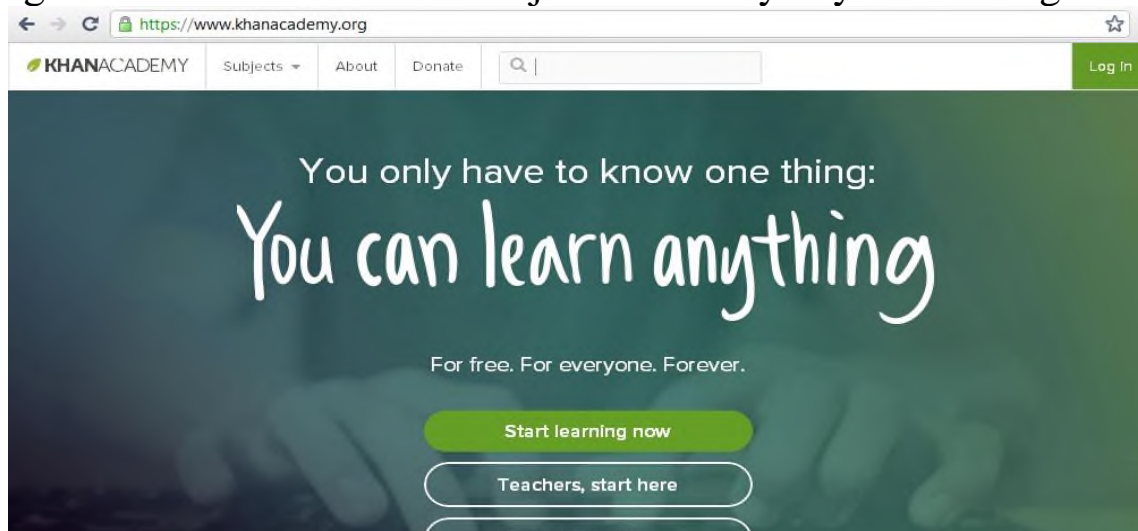 https://www.khanacademy.org
KHANACADEMY Subjects About Donate Log In
You only have to know one thing:
You can learn anything
For free. For everyone. Forever.
Start learning now
Teachers, start here